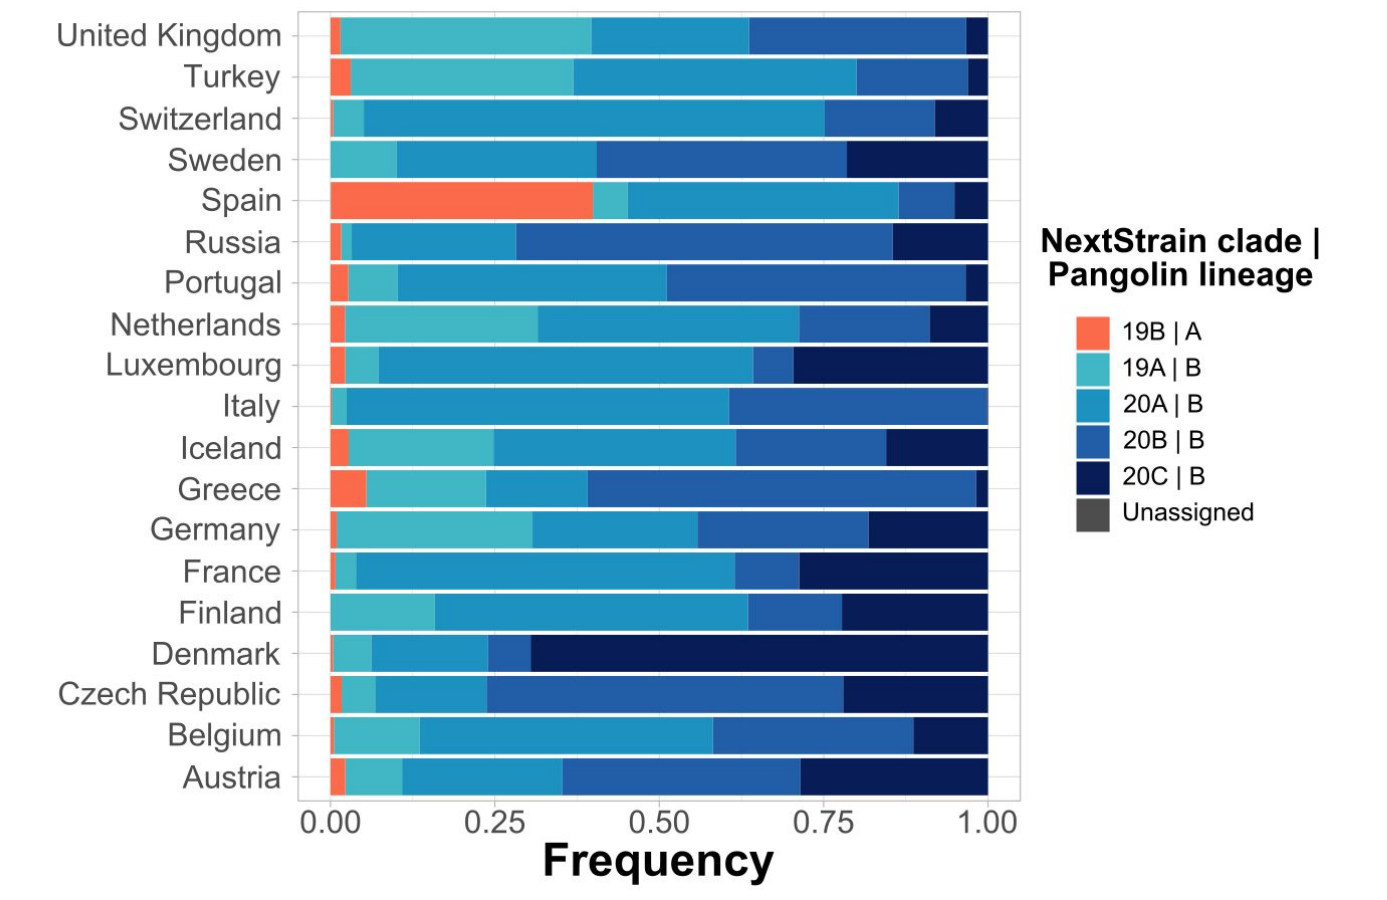 United Kingdom
Turkey
Switzerland
Sweden
Spain
Russia
Portugal
Netherlands
Luxembourg
Italy
Iceland
Greece
Germany
France
Finland
Denmark
Czech Republic
Belgium
Austria
0.00 0.25 0.50 0.75 1.00
Frequency
NextStrain clade |
Pangolin lineage
19B | A
19A | B
20A | B
20B | B
20C | B
Unassigned